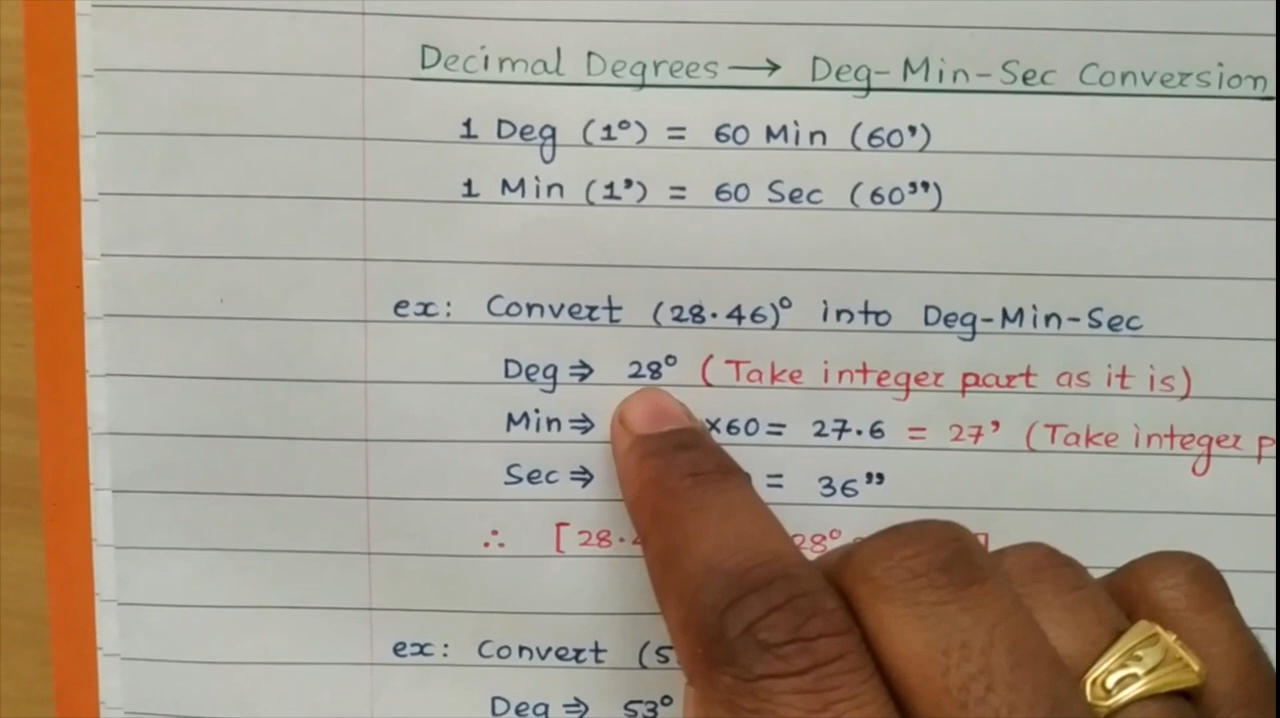 Decimal Degrees → Deg-Min-Sec Conversion
1 Deg (1°) = 60 Min (60')
1 Min (1') = 60 Sec (60'')
ex: Convert (28.46)° into Deg-Min-Sec
Deg ⇒ 28° (Take integer part as it is)
Min ⇒ ×60 = 27.6 = 27' (Take integer
Sec ⇒ = 36''
∴ [28. 28°
ex: Convert (5
Deg ⇒ 53°